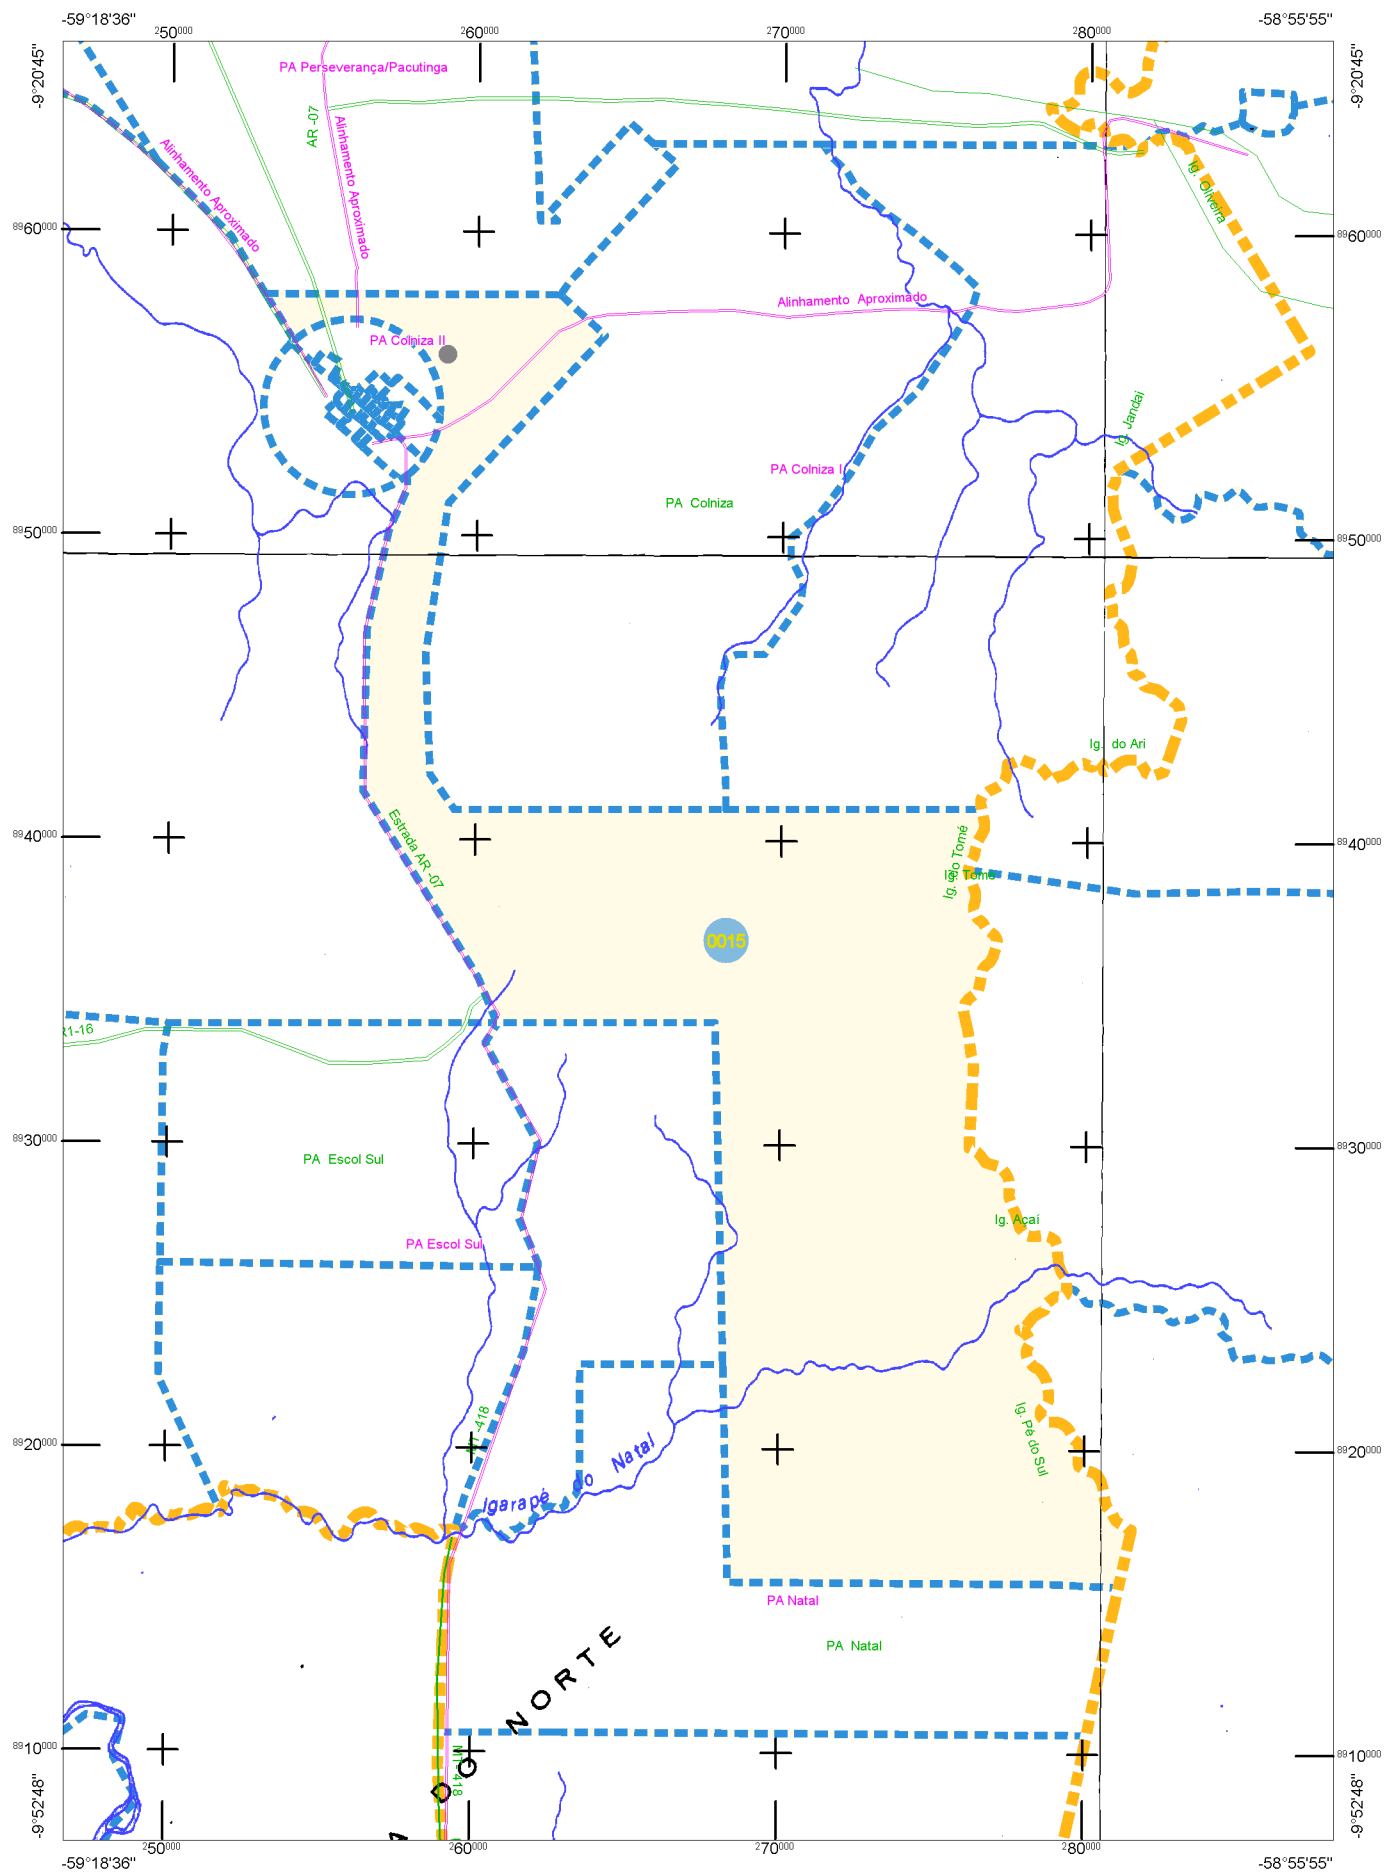 -59°18'36"
-58°55'55"
250000
260000
270000
280000
-9°20'45"
-9°20'45"
PA Perseverança/Pacutinga
AR -07
Alinhamento Aproximado
Alinhamento Aproximado
Ig. Oliveira
8960000
8960000
Alinhamento Aproximado
PA Colniza II
Ig. Jandaí
PA Colniza I
PA Colniza
8950000
8950000
Ig. do Ari
Estrada AR -07
8940000
8940000
Ig. do Tomé
Ig. Tomé
0015
R1-16
8930000
8930000
PA Escol Sul
Ig. Açaí
PA Escol Sul
MT -418
Ig. Pé do Sul
8920000
8920000
Igarapé do Natal
PA Natal
PA Natal
NORTE
DO
A
MT-418
8910000
8910000
-9°52'48"
-9°52'48"
250000
260000
270000
280000
-59°18'36"
-58°55'55"